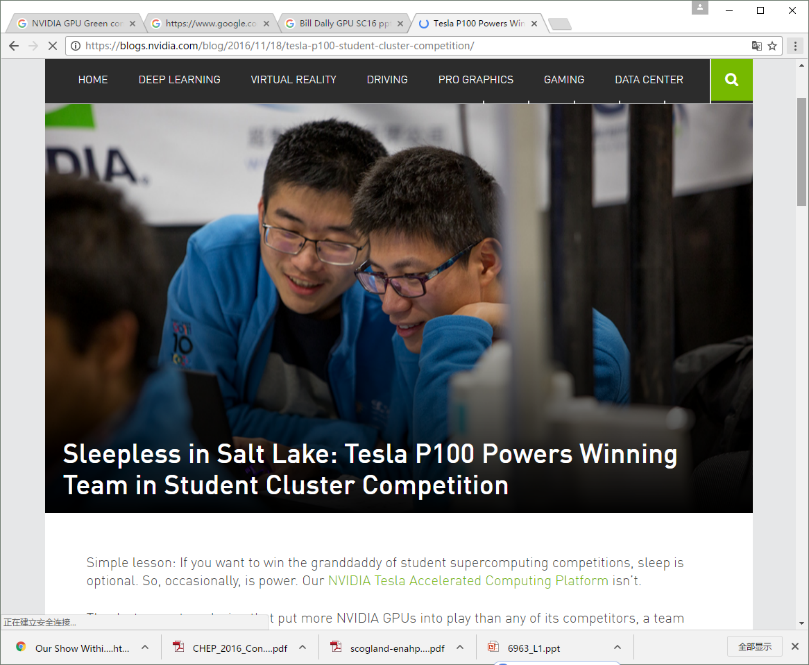 NVIDIA GPU Green con
https://www.google.co
Bill Dally GPU SC16 pp
Tesla P100 Powers Win
https://blogs.nvidia.com/blog/2016/11/18/tesla-p100-student-cluster-competition/
HOME DEEP LEARNING VIRTUAL REALITY DRIVING PRO GRAPHICS GAMING DATA CENTER
IDIA.
10
Sleepless in Salt Lake: Tesla P100 Powers Winning
Team in Student Cluster Competition
Simple lesson: If you want to win the granddaddy of student supercomputing competitions, sleep is
optional. So, occasionally, is power. Our NVIDIA Tesla Accelerated Computing Platform isn't.
put more NVIDIA GPUs into play than any of its competitors, a team
正在建立安全连接...
Our Show Withi....ht...
CHEP_2016_Con....pdf
scogland-enahp....pdf
6963_L1.ppt
全部显示